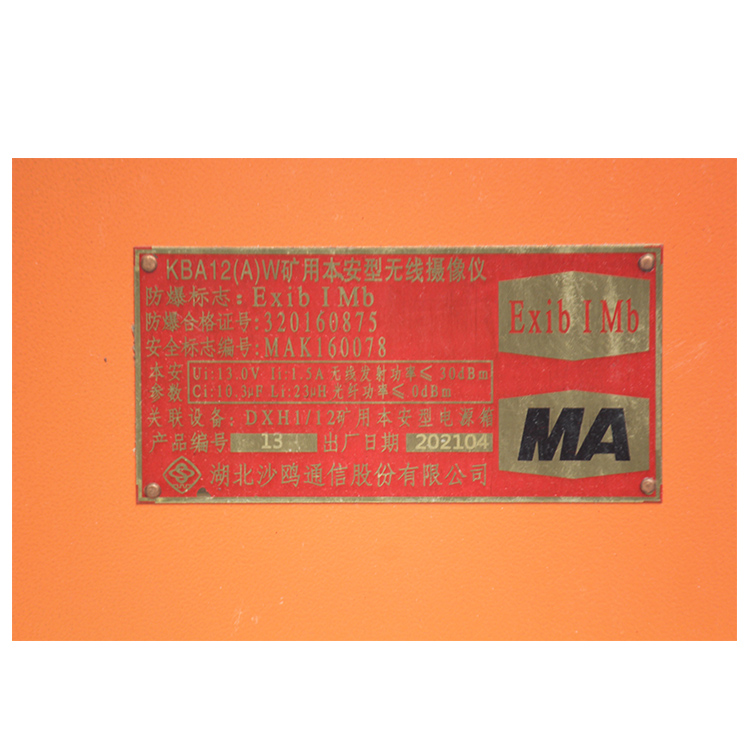 KBA12(A)W矿用本安型无线摄像仪
防爆标志：Exib I Mb
防爆合格证号:320160875
安全标志编号:MAK160078
本安参数
Ui:13.0V Ii:1.5A 无线发射功率≤30dBm
Ci:10.3μF Li:23μH 光纤功率≤0dBm
关联设备：DXH1/12矿用本安型电源箱
产品编号 13 出厂日期 202104
湖北沙鸥通信股份有限公司
Exib I Mb
MA